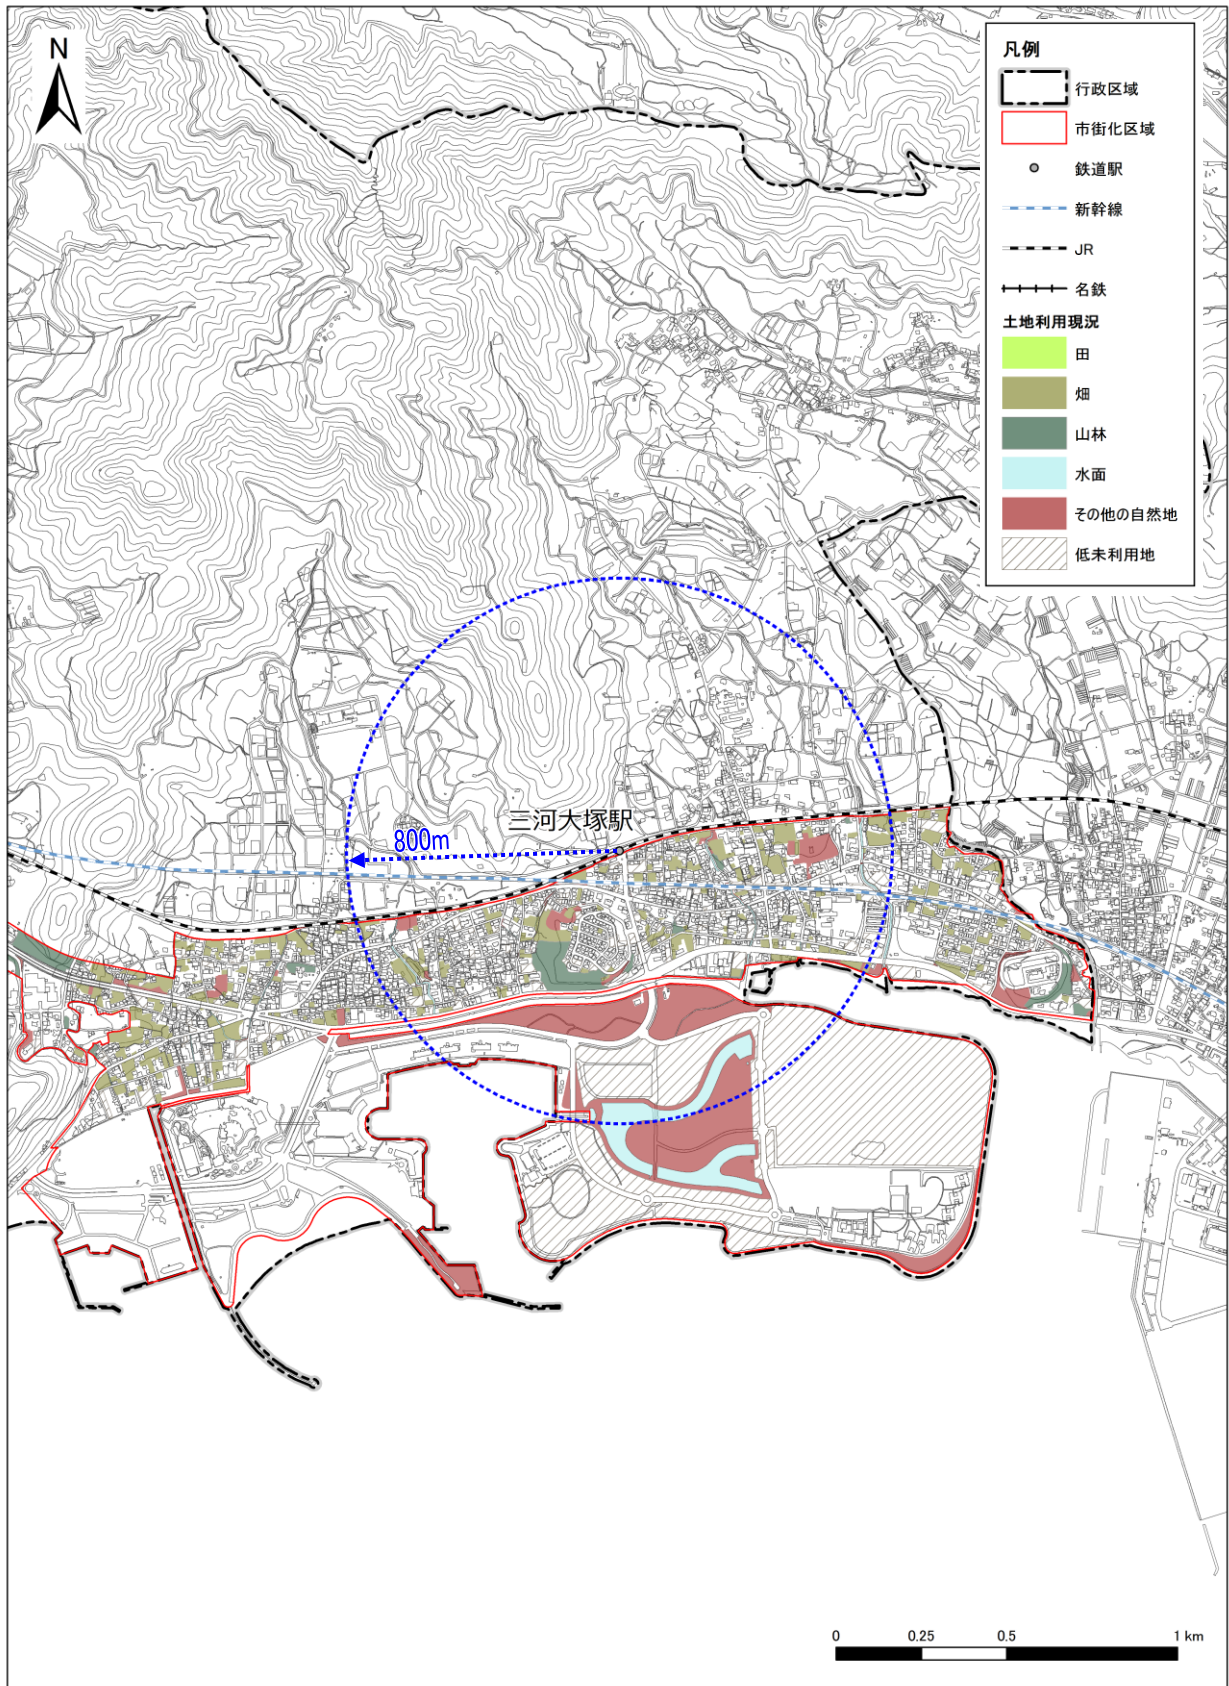 N
凡例
行政区域
市街化区域
鉄道駅
新幹線
JR
名鉄
土地利用現況
田
畑
山林
水面
その他の自然地
低未利用地
三河大塚駅
800m
0 0.25 0.5 1 km